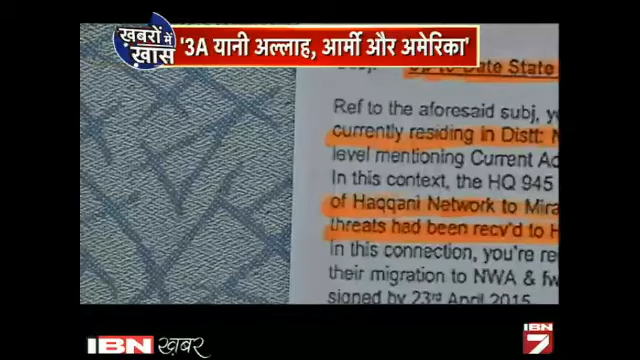 ख़बरों में
ख़ास
'3A यानी अल्लाह, आर्मी और अमेरिका'
Up-to-Date State
Ref to the aforesaid subj,
currently residing in Distt:
level mentioning Current
In this context, the HQ 945
of Haqqani Network to
threats had been recv'd to
In this connection, you're
their migration to NWA &
signed by 23rd April 2015
IBN ख़बर
IBN
7